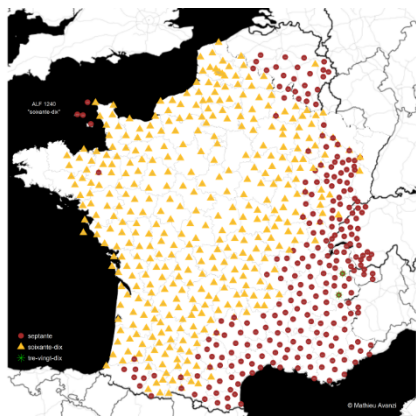 ALF 1240
"soixante-dix"
septante
soixante-dix
tre-vingt-dix
© Mathieu Avanzi